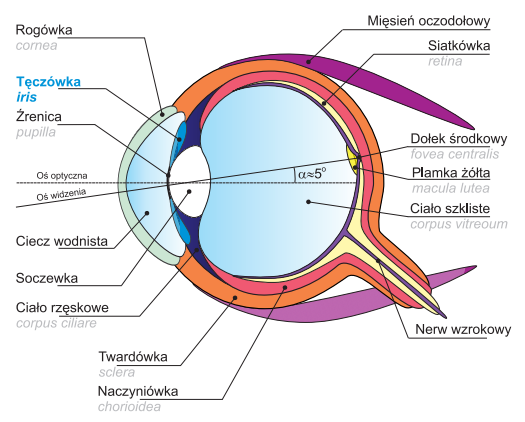 Rogówka
cornea
Tęczówka
iris
Źrenica
pupilla
Oś optyczna
Oś widzenia
Ciecz wodnista
Soczewka
Ciało rzęskowe
corpus ciliare
Twardówka
sclera
Naczyniówka
chorioidea
Mięsień oczodołowy
Siatkówka
retina
Dołek środkowy
fovea centralis
Plamka żółta
macula lutea
Ciało szkliste
corpus vitreoum
Nerw wzrokowy
α≈5°